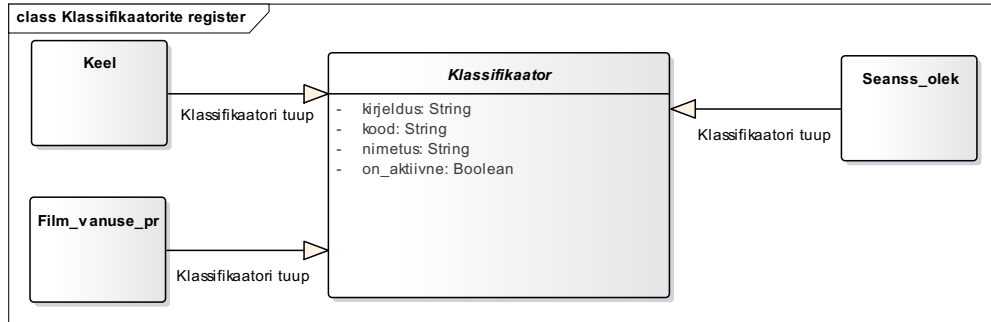 class Klassifikaatorite register
Keel
Klassifikaatori tuup
Klassifikaator
- kirjeldus: String
- kood: String
- nimetus: String
- on_aktiivne: Boolean
Seanss_olek
Klassifikaatori tuup
Film_vanuse_pr
Klassifikaatori tuup